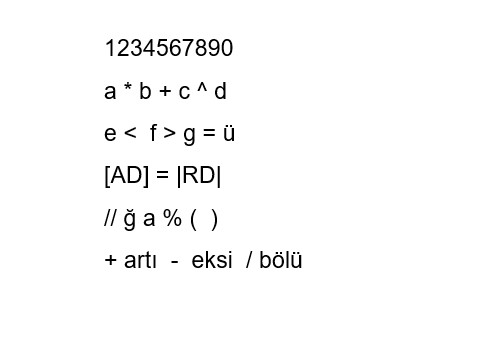 1234567890
a * b + c ^ d
e <  f > g = ü
[AD] = |RD|
// ğ a % (  )
+ artı  -  eksi  / bölü